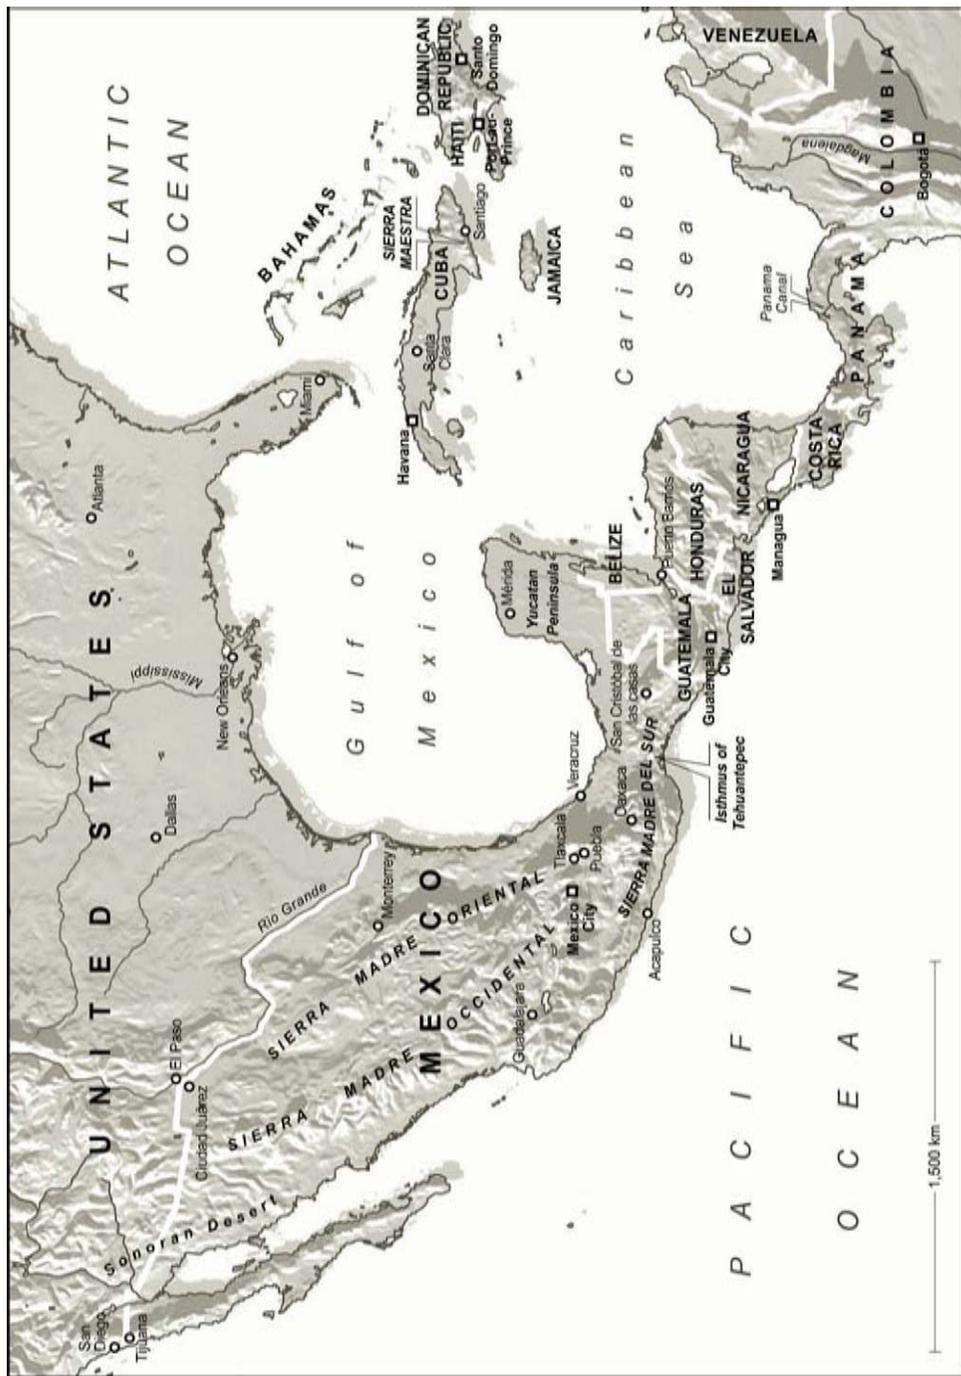 UNITED STATES
San
Diego
Tijuana
Sonoran Desert
El Paso
Ciudad Juárez
Dallas
Atlanta
Mississippi
New Orleans
Miami
Rio Grande
Monterrey
SIERRA MADRE ORIENTAL
SIERRA MADRE OCCIDENTAL
MEXICO
Guadalajara
Mexico
City
Tlaxcala
Puebla
Veracruz
Oaxaca
Acapulco
SIERRA MADRE DEL SUR
Isthmus of
Tehuantepec
San Cristóbal de
las casas
Mérida
Yucatan
Peninsula
Gulf of
Mexico
ATLANTIC
OCEAN
BAHAMAS
Havana
Santa
Clara
CUBA
SIERRA
MAESTRA
Santiago
JAMAICA
HAITI
Port-au-
Prince
DOMINICAN
REPUBLIC
Santo
Domingo
Caribbean
Sea
BELIZE
Puerto Barrios
GUATEMALA
Guatemala
City
HONDURAS
EL
SALVADOR
NICARAGUA
Managua
COSTA
RICA
PANAMA
Panama
Canal
COLOMBIA
Magdalena
Bogotá
VENEZUELA
PACIFIC
OCEAN
1,500 km